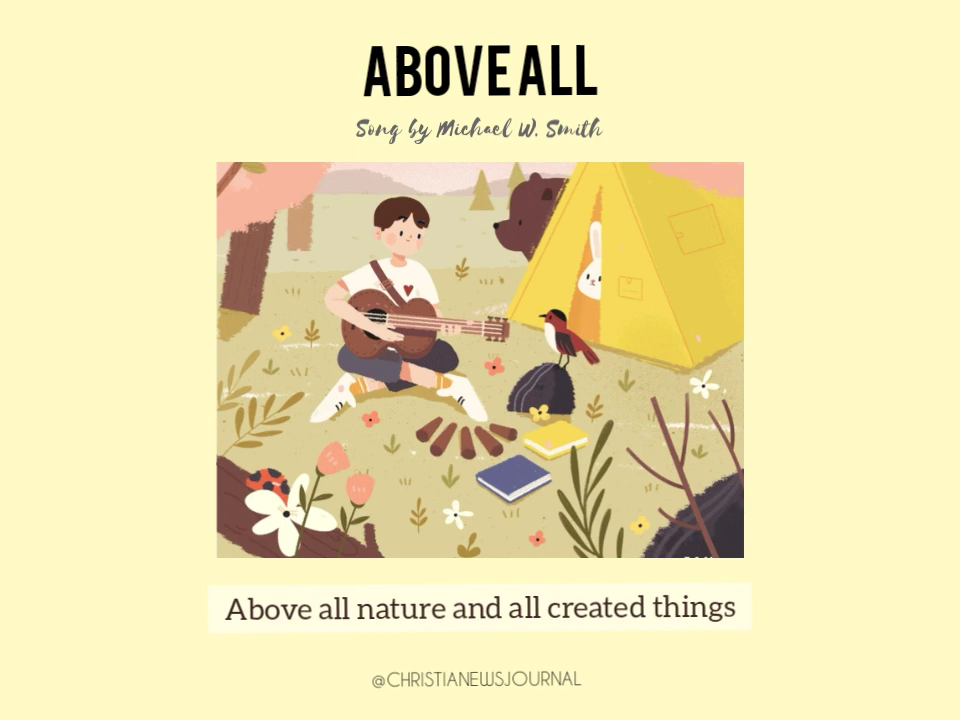 ABOVE ALL
Song by Michael W. Smith
Above all nature and all created things
@CHRISTIANEWSJOURNAL